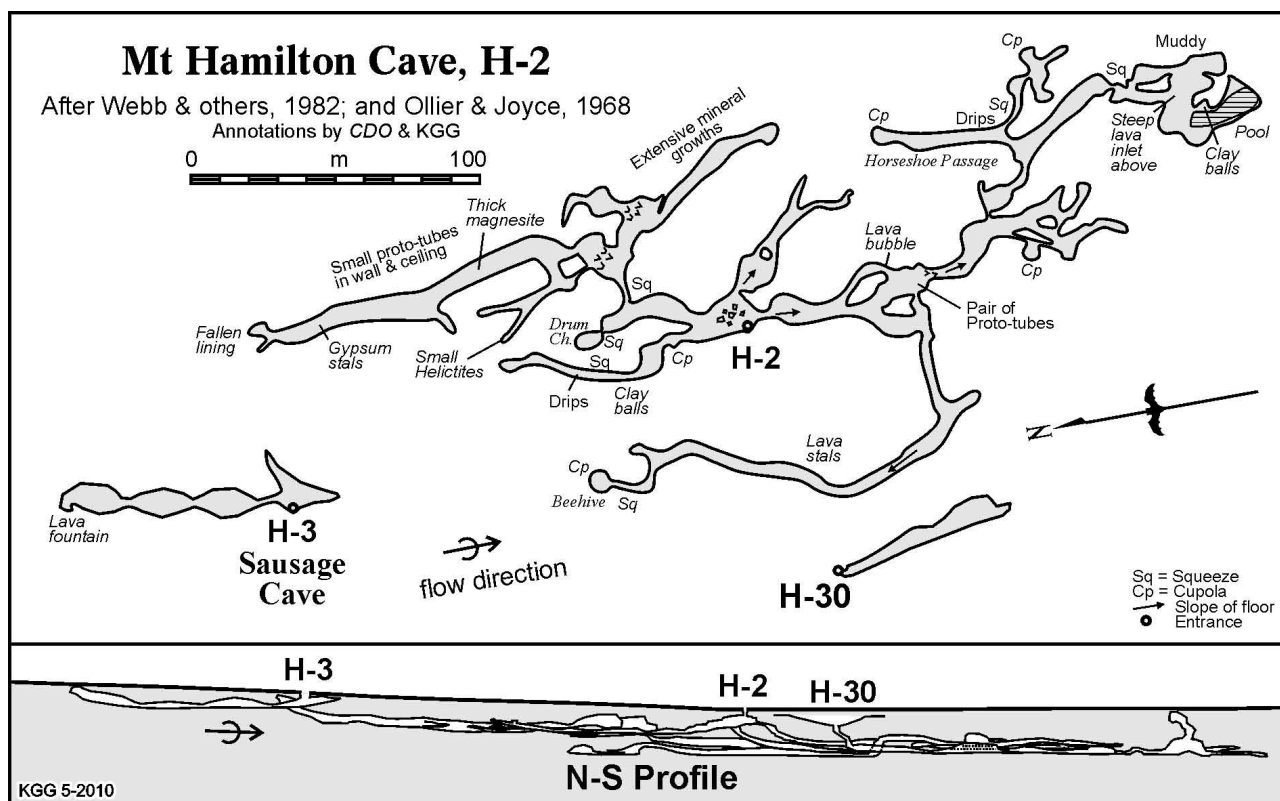 Mt Hamilton Cave, H-2
After Webb & others, 1982; and Ollier & Joyce, 1968
Annotations by CDO & KGG
0 m 100
Extensive mineral
growths
Thick
magnesite
Small proto-tubes
in wall & ceiling
Fallen
lining
Gypsum
stals
Small
Helictites
Sq
Drum
Ch.
Sq
Sq
Drips
Clay
balls
Cp
H-2
Lava
bubble
Pair of
Proto-tubes
Cp
Cp
Sq
Drips
Cp
Horseshoe Passage
Sq
Muddy
Steep
lava
inlet
above
Clay
balls
Pool
N
Lava
stals
Cp
Beehive
Sq
Lava
fountain
H-3
Sausage
Cave
flow direction
H-30
Sq = Squeeze
Cp = Cupola
Slope of floor
Entrance
H-3
H-2
H-30
N-S Profile
KGG 5-2010